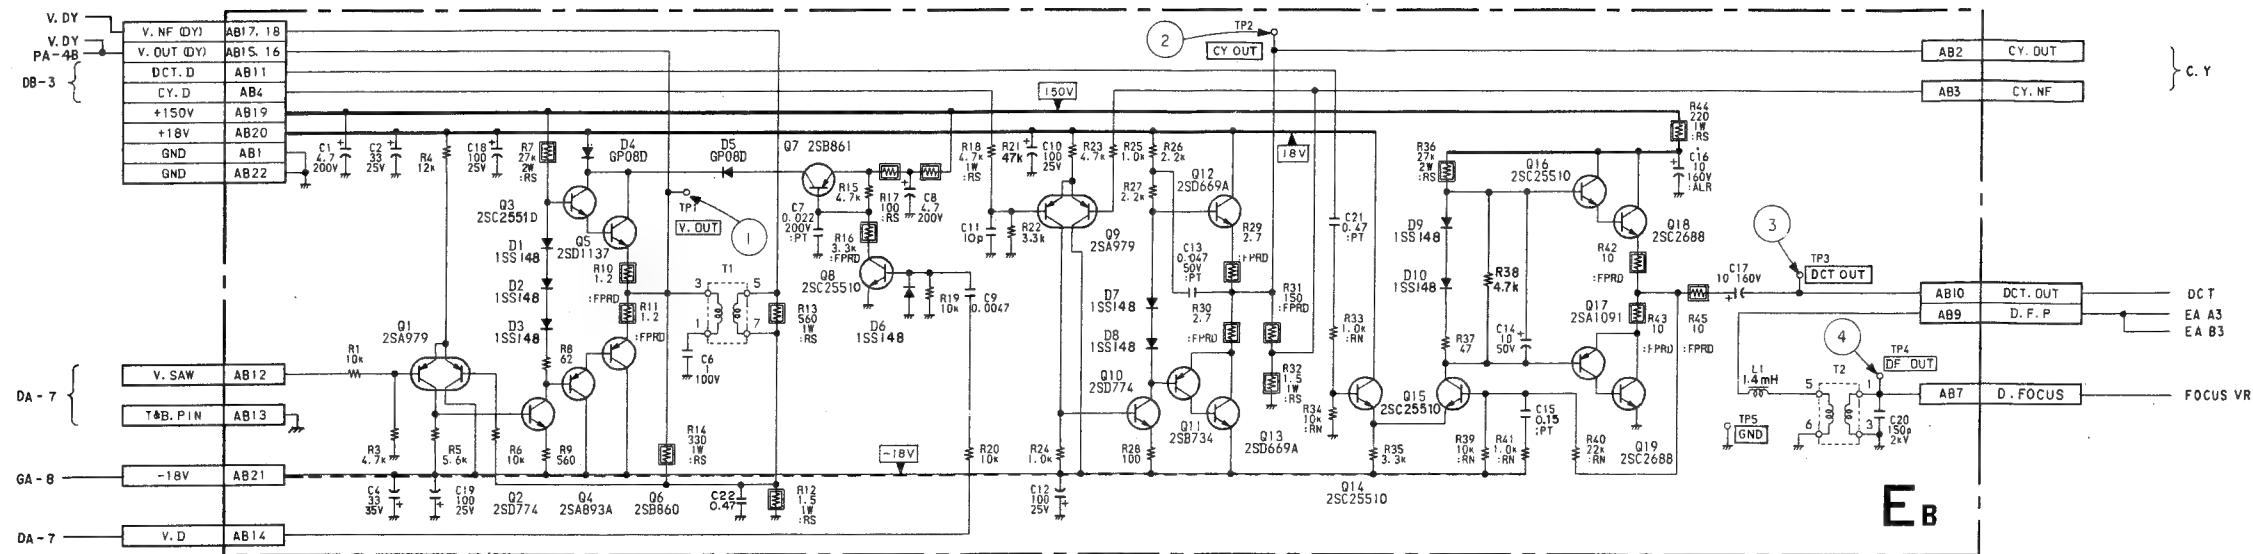 V. DY
V. DY
PA-4B
DB-3
V. NF (DY) AB17. 18
V. OUT (DY) AB15. 16
DCT. D AB11
CY. D AB4
+150V AB19
+18V AB20
GND AB1
GND AB22
DA-7
V. SAW AB12
T&B. PIN AB13
GA-8
-18V AB21
DA-7
V. D AB14
C1
4.7
200V
C2
33
25V
R4
12k
C18
100
25V
R7
27k
2W
:RS
D4
GP08D
D5
GP08D
Q7 2SB861
Q3
2SC2551D
Q5
2SD1137
D1
1SS148
D2
1SS148
D3
1SS148
R10
1.2
:FPRD
R11
1.2
:FPRD
TP1
V. OUT
1
T1
3
5
1
7
C6
1
100V
R13
560
1W
:RS
C7
0.022
200V
:PT
R15
4.7k
R17
100
:RS
C8
4.7
200V
R16
3.3k
:FPRD
Q8
2SC25510
D6
1SS148
R19
10k
C9
0.0047
Q1
2SA979
R1
10k
R8
62
R3
4.7k
R5
5.6k
R6
10k
R9
560
R14
330
1W
:RS
C4
33
35V
C19
100
25V
Q2
2SD774
Q4
2SA893A
Q6
2SB860
C22
0.47
R12
1.5
1W
:RS
-18V
R20
10k
2
TP2
CY OUT
150V
18V
R18
4.7k
1W
:RS
R21
47k
C10
100
25V
R23
4.7k
R25
1.0k
R26
2.2k
R27
2.2k
C11
10p
R22
3.3k
Q9
2SA979
Q12
2SD669A
R29
2.7
:FPRD
C13
0.047
50V
:PT
D7
1SS148
D8
1SS148
R30
2.7
:FPRD
R31
150
:FPRD
R32
1.5
1W
:RS
Q10
2SD774
Q11
2SB734
Q13
2SD669A
R24
1.0k
R28
100
C12
100
25V
C21
0.47
:PT
R33
1.0k
:RN
R34
10k
:RN
R35
3.3k
Q14
2SC25510
Q15
2SC25510
R36
27k
2W
:RS
D9
1SS148
D10
1SS148
R38
4.7k
R37
47
C14
10
50V
R39
10k
:RN
R41
1.0k
:RN
C15
0.15
:PT
R40
22k
:RN
Q16
2SC25510
Q18
2SC2688
R42
10
:FPRD
Q17
2SA1091
R43
10
:FPRD
R45
10
:FPRD
Q19
2SC2688
R44
220
1W
:RS
C16
10
160V
:ALR
C17
10 160V
3
TP3
DCT OUT
4
TP4
DF OUT
L1
1.4mH
T2
5
1
6
3
C20
150p
2kV
TP5
GND
AB2 CY. OUT
AB3 CY. NF
C. Y
AB10 DCT. OUT
AB9 D. F. P
DCT
EA A3
EA B3
AB7 D. FOCUS
FOCUS VR
EB